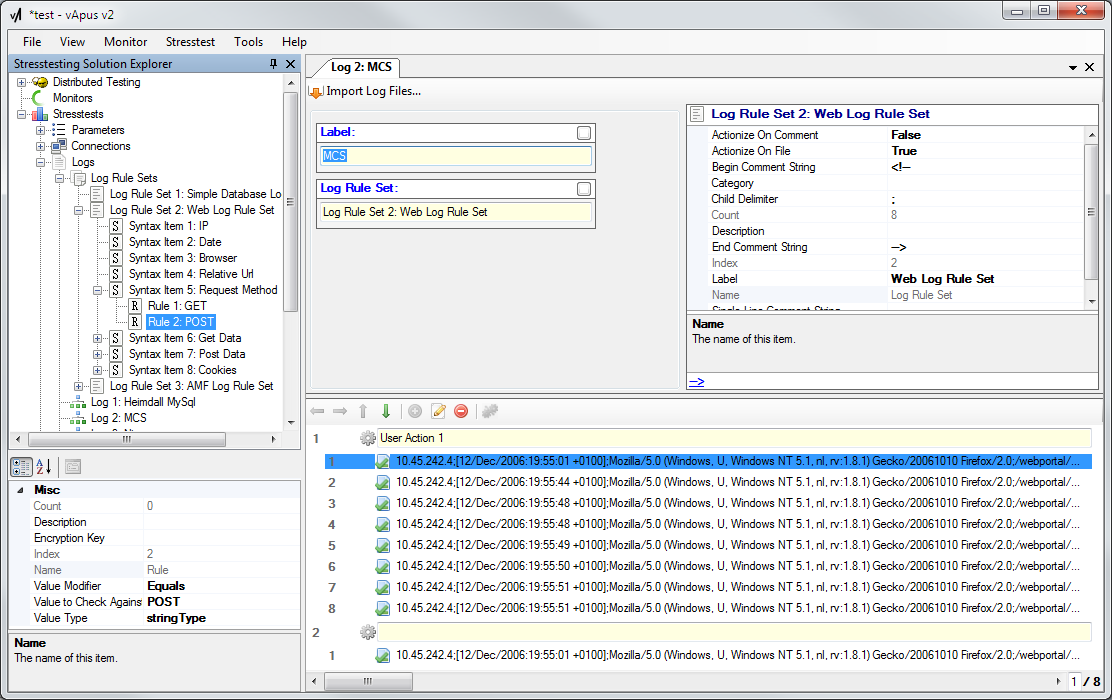 *test - vApus v2
File View Monitor Stresstest Tools Help
Stresstesting Solution Explorer
Distributed Testing
Monitors
Stresstests
Parameters
Connections
Logs
Log Rule Sets
Log Rule Set 1: Simple Database Lo
Log Rule Set 2: Web Log Rule Set
Syntax Item 1: IP
Syntax Item 2: Date
Syntax Item 3: Browser
Syntax Item 4: Relative Url
Syntax Item 5: Request Method
Rule 1: GET
Rule 2: POST
Syntax Item 6: Get Data
Syntax Item 7: Post Data
Syntax Item 8: Cookies
Log Rule Set 3: AMF Log Rule Set
Log 1: Heimdall MySql
Log 2: MCS
Misc
Count 0
Description
Encryption Key
Index 2
Name Rule
Value Modifier Equals
Value to Check Agains POST
Value Type stringType
Name
The name of this item.
Log 2: MCS
Import Log Files...
Label:
MCS
Log Rule Set:
Log Rule Set 2: Web Log Rule Set
Log Rule Set 2: Web Log Rule Set
Actionize On Comment False
Actionize On File True
Begin Comment String <!--
Category
Child Delimiter :
Count 8
Description
End Comment String -->
Index 2
Label Web Log Rule Set
Name Log Rule Set
Single Line Comment String
Name
The name of this item.
-->
1 User Action 1
1 10.45.242.4;[12/Dec/2006:19:55:01 +0100];Mozilla/5.0 (Windows, U, Windows NT 5.1, nl, rv:1.8.1) Gecko/20061010 Firefox/2.0;/webportal/...
2 10.45.242.4;[12/Dec/2006:19:55:44 +0100];Mozilla/5.0 (Windows, U, Windows NT 5.1, nl, rv:1.8.1) Gecko/20061010 Firefox/2.0;/webportal/...
3 10.45.242.4;[12/Dec/2006:19:55:48 +0100];Mozilla/5.0 (Windows, U, Windows NT 5.1, nl, rv:1.8.1) Gecko/20061010 Firefox/2.0;/webportal/...
4 10.45.242.4;[12/Dec/2006:19:55:48 +0100];Mozilla/5.0 (Windows, U, Windows NT 5.1, nl, rv:1.8.1) Gecko/20061010 Firefox/2.0;/webportal/...
5 10.45.242.4;[12/Dec/2006:19:55:49 +0100];Mozilla/5.0 (Windows, U, Windows NT 5.1, nl, rv:1.8.1) Gecko/20061010 Firefox/2.0;/webportal/...
6 10.45.242.4;[12/Dec/2006:19:55:50 +0100];Mozilla/5.0 (Windows, U, Windows NT 5.1, nl, rv:1.8.1) Gecko/20061010 Firefox/2.0;/webportal/...
7 10.45.242.4;[12/Dec/2006:19:55:51 +0100];Mozilla/5.0 (Windows, U, Windows NT 5.1, nl, rv:1.8.1) Gecko/20061010 Firefox/2.0;/webportal/...
8 10.45.242.4;[12/Dec/2006:19:55:51 +0100];Mozilla/5.0 (Windows, U, Windows NT 5.1, nl, rv:1.8.1) Gecko/20061010 Firefox/2.0;/webportal/...
2
1 10.45.242.4;[12/Dec/2006:19:55:01 +0100];Mozilla/5.0 (Windows, U, Windows NT 5.1, nl, rv:1.8.1) Gecko/20061010 Firefox/2.0;/webportal/...
1 / 8